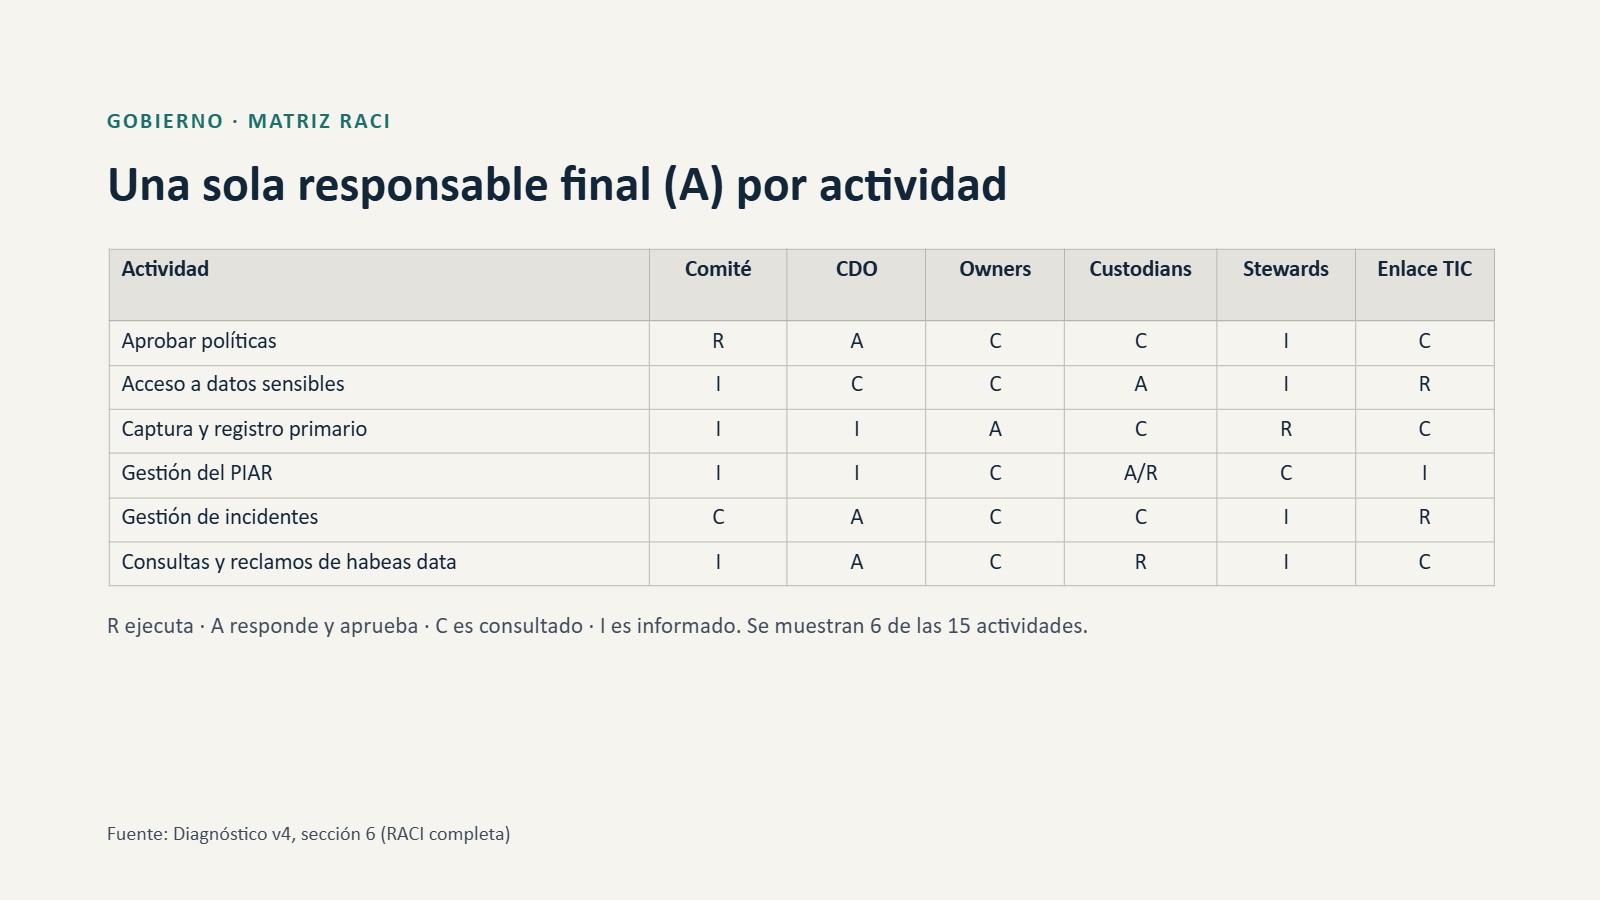 GOBIERNO · MATRIZ RACI
Una sola responsable final (A) por actividad
Actividad Comité CDO Owners Custodians Stewards Enlace TIC
Aprobar políticas R A C C I C
Acceso a datos sensibles I C C A I R
Captura y registro primario I I A C R C
Gestión del PIAR I I C A/R C I
Gestión de incidentes C A C C I R
Consultas y reclamos de habeas data I A C R I C
R ejecuta · A responde y aprueba · C es consultado · I es informado. Se muestran 6 de las 15 actividades.
Fuente: Diagnóstico v4, sección 6 (RACI completa)